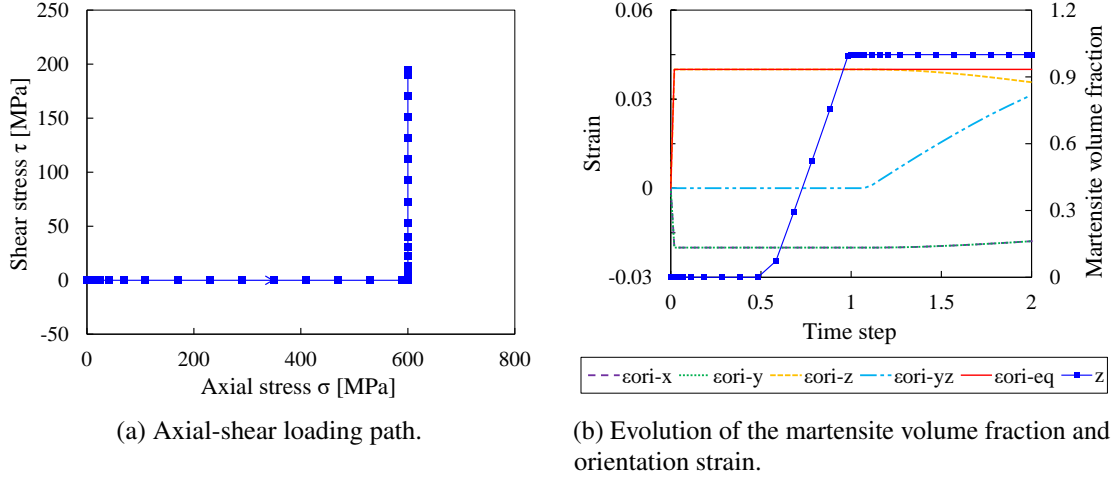 250
200
150
100
50
0
-50
0 200 400 600 800
Shear stress τ [MPa]
Axial stress σ [MPa]
(a) Axial-shear loading path.
0.06
0.03
0
-0.03
Strain
1.2
0.9
0.6
0.3
0
Martensite volume fraction
0 0.5 1 1.5 2
Time step
εori-x εori-y εori-z εori-yz εori-eq z
(b) Evolution of the martensite volume fraction and
orientation strain.